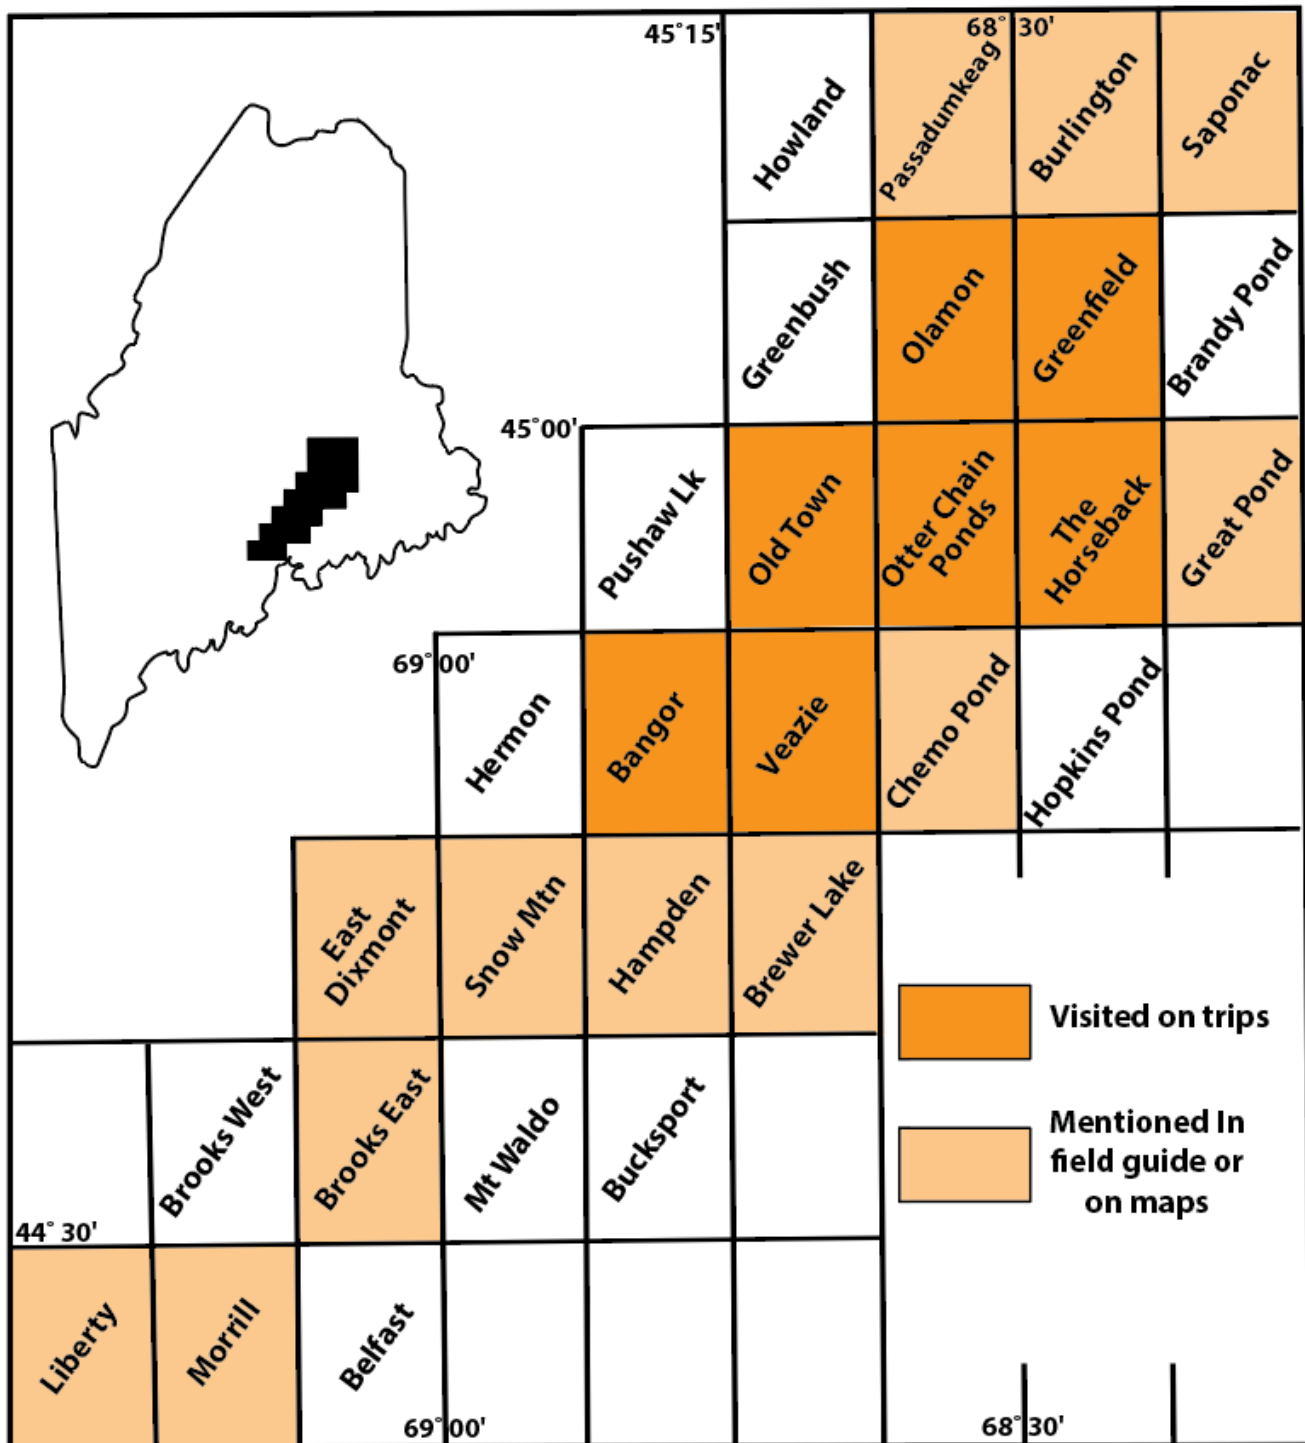 45°15'
68°30'
Howland
Passadumkeag
Burlington
Saponac
Greenbush
Olamon
Greenfield
Brandy Pond
45°00'
Pushaw Lk
Old Town
Otter Chain
Ponds
The
Horseback
Great Pond
69°00'
Hermon
Bangor
Veazie
Chemo Pond
Hopkins Pond
East
Dixmont
Snow Mtn
Hampden
Brewer Lake
Visited on trips
Brooks West
Brooks East
Mt Waldo
Bucksport
Mentioned In
field guide or
on maps
44°30'
Liberty
Morrill
Belfast
69°00'
68°30'